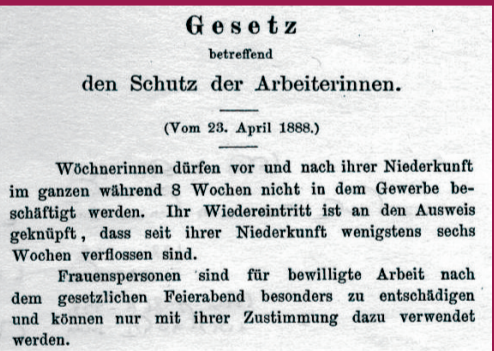 Gesetz
betreffend
den Schutz der Arbeiterinnen.
(Vom 23. April 1888.)
Wöchnerinnen dürfen vor und nach ihrer Niederkunft
im ganzen während 8 Wochen nicht in dem Gewerbe be-
schäftigt werden. Ihr Wiedereintritt ist an den Ausweis
geknüpft, dass seit ihrer Niederkunft wenigstens sechs
Wochen verflossen sind.
Frauenspersonen sind für bewilligte Arbeit nach
dem gesetzlichen Feierabend besonders zu entschädigen
und können nur mit ihrer Zustimmung dazu verwendet
werden.